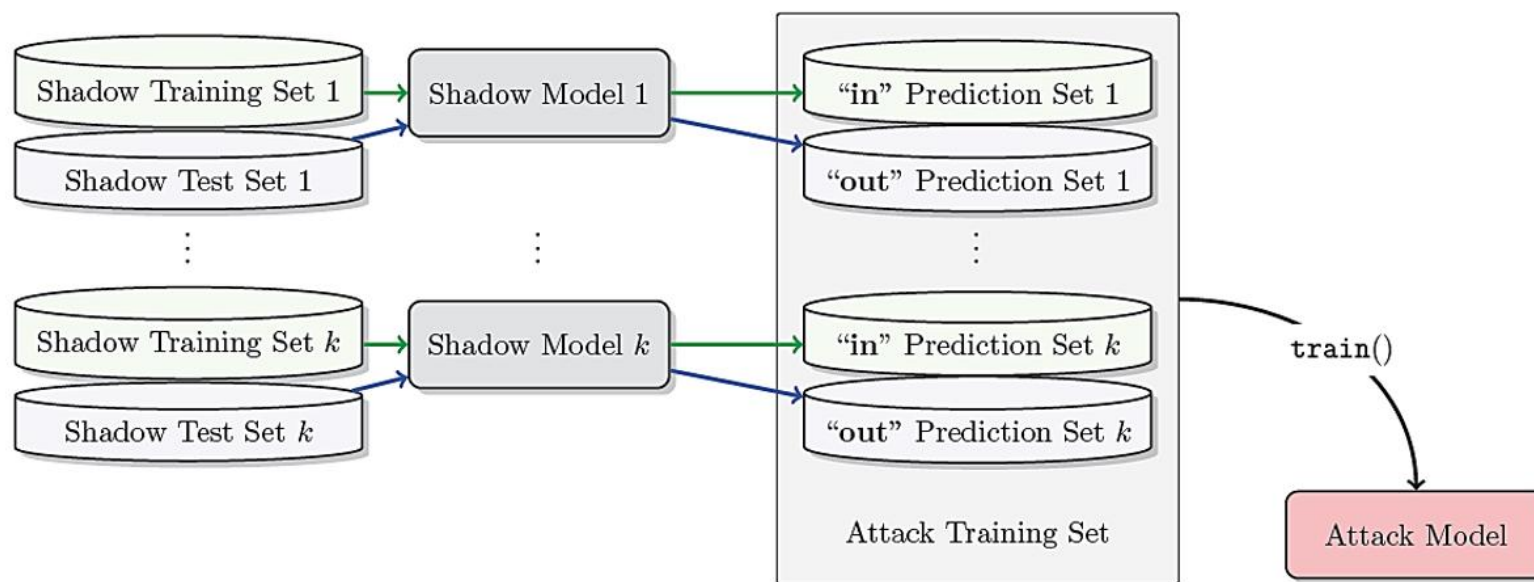 Shadow Training Set 1
Shadow Test Set 1
Shadow Model 1
“in” Prediction Set 1
“out” Prediction Set 1
⋮ ⋮ ⋮
Shadow Training Set k
Shadow Test Set k
Shadow Model k
“in” Prediction Set k
“out” Prediction Set k
Attack Training Set
train()
Attack Model